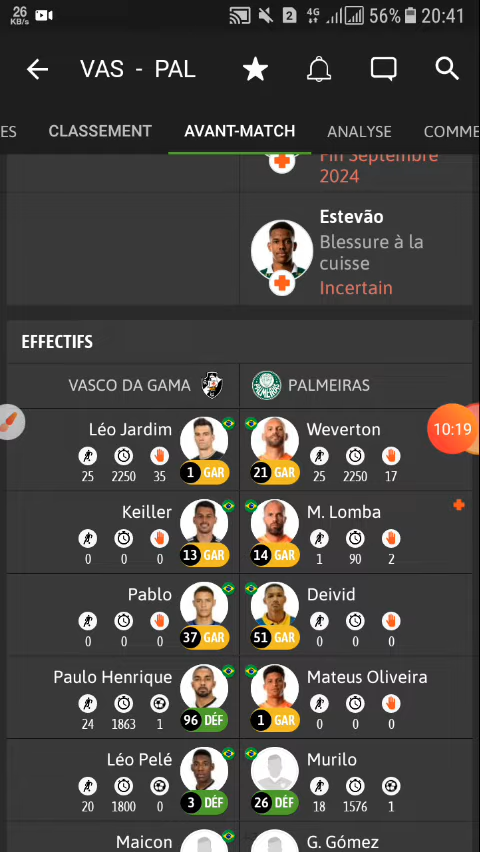 26
KB/s
2
4G
56%
20:41
VAS - PAL
ES
CLASSEMENT
AVANT-MATCH
ANALYSE
COMME
Fin Septembre
2024
Estevão
Blessure à la
cuisse
Incertain
EFFECTIFS
VASCO DA GAMA
PALMEIRAS
10:19
Léo Jardim
25 2250 35
1 GAR
Weverton
25 2250 17
21 GAR
Keiller
0 0 0
13 GAR
M. Lomba
1 90 2
14 GAR
Pablo
0 0 0
37 GAR
Deivid
0 0 0
51 GAR
Paulo Henrique
24 1863 1
96 DÉF
Mateus Oliveira
0 0 0
1 GAR
Léo Pelé
20 1800 0
3 DÉF
Murilo
18 1576 1
26 DÉF
Maicon
G. Gómez